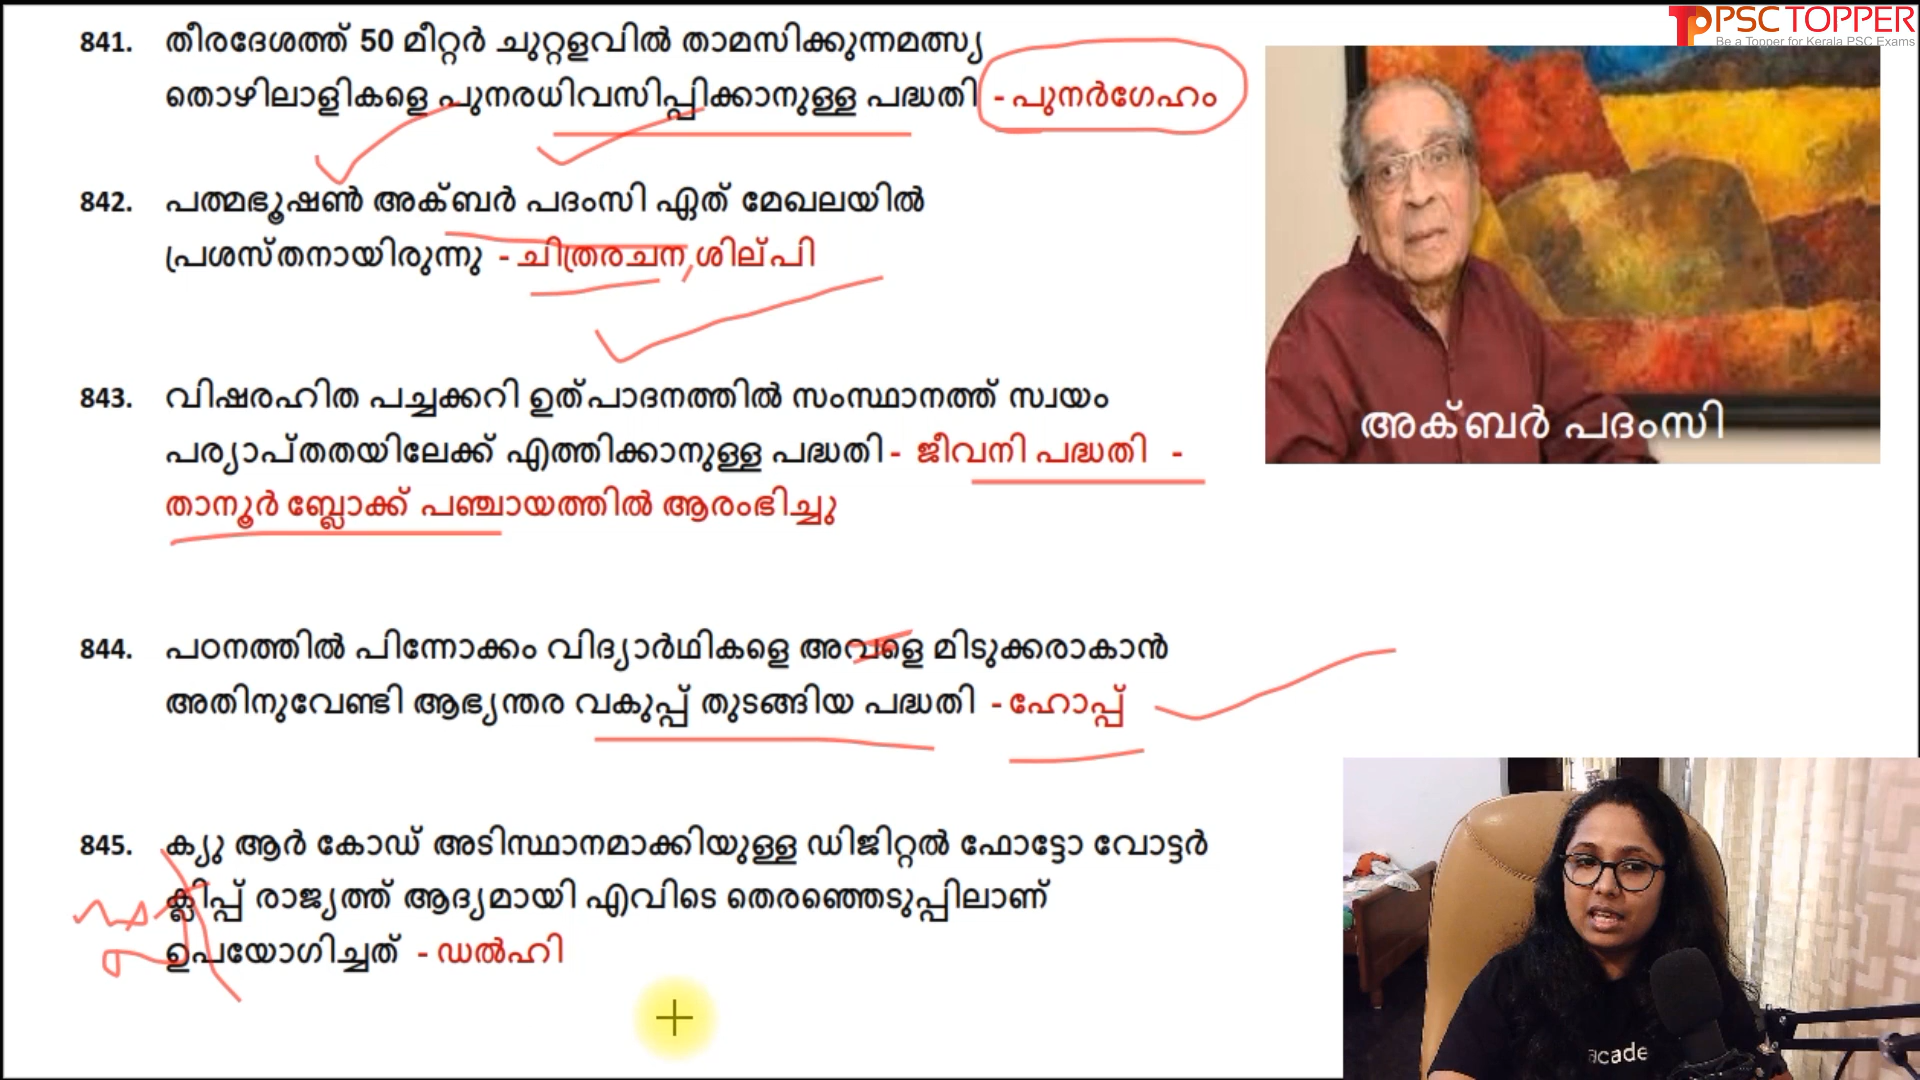 PSC TOPPER
Be a Topper for Kerala PSC Exams
841. തീരദേശത്ത് 50 മീറ്റർ ചുറ്റളവിൽ താമസിക്കുന്നമത്സ്യ
തൊഴിലാളികളെ പുനരധിവസിപ്പിക്കാനുള്ള പദ്ധതി - പുനർഗേഹം
842. പത്മഭൂഷൺ അക്ബർ പദംസി ഏത് മേഖലയിൽ
പ്രശസ്തനായിരുന്നു - ചിത്രരചന,ശില്പി
അക്ബർ പദംസി
843. വിഷരഹിത പച്ചക്കറി ഉത്പാദനത്തിൽ സംസ്ഥാനത്ത് സ്വയം
പര്യാപ്തതയിലേക്ക് എത്തിക്കാനുള്ള പദ്ധതി - ജീവനി പദ്ധതി -
താനൂർ ബ്ലോക്ക് പഞ്ചായത്തിൽ ആരംഭിച്ചു
844. പഠനത്തിൽ പിന്നോക്കം വിദ്യാർഥികളെ അവളെ മിടുക്കരാകാൻ
അതിനുവേണ്ടി ആഭ്യന്തര വകുപ്പ് തുടങ്ങിയ പദ്ധതി - ഹോപ്പ്
845. ക്യു ആർ കോഡ് അടിസ്ഥാനമാക്കിയുള്ള ഡിജിറ്റൽ ഫോട്ടോ വോട്ടർ
ക്ലിപ്പ് രാജ്യത്ത് ആദ്യമായി എവിടെ തെരഞ്ഞെടുപ്പിലാണ്
ഉപയോഗിച്ചത് - ഡൽഹി
acade